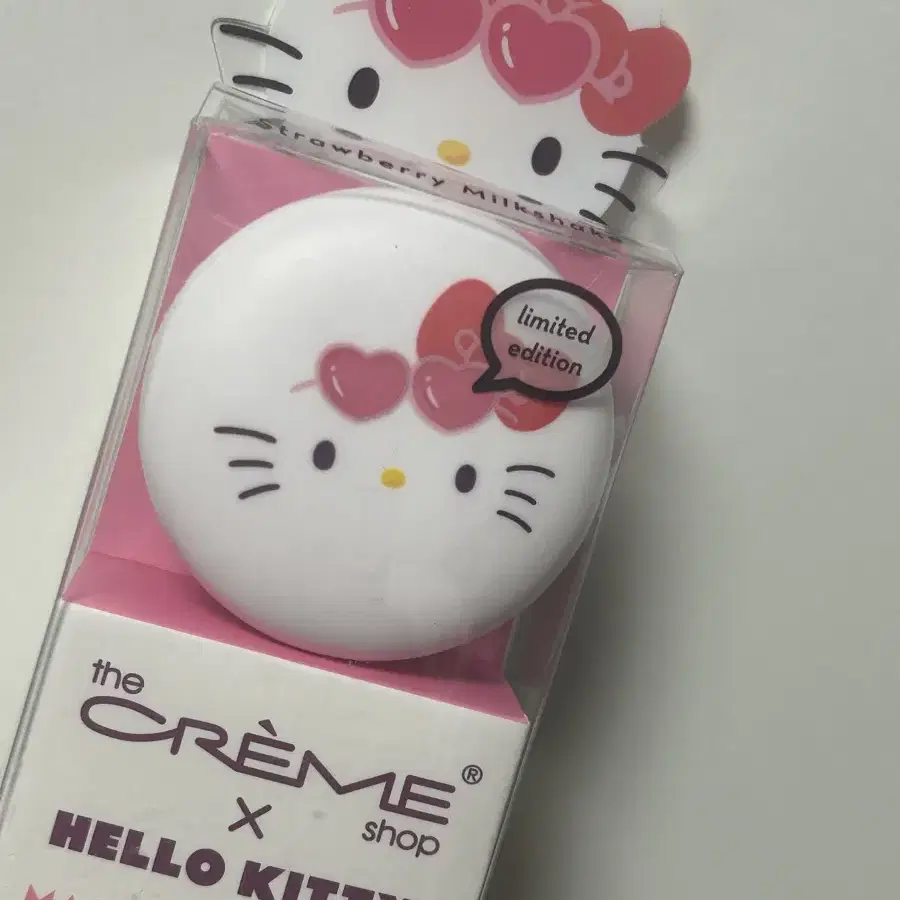 Strawberry Milkshake
limited
edition
the
CRÈME®
shop
X
HELLO KITTY